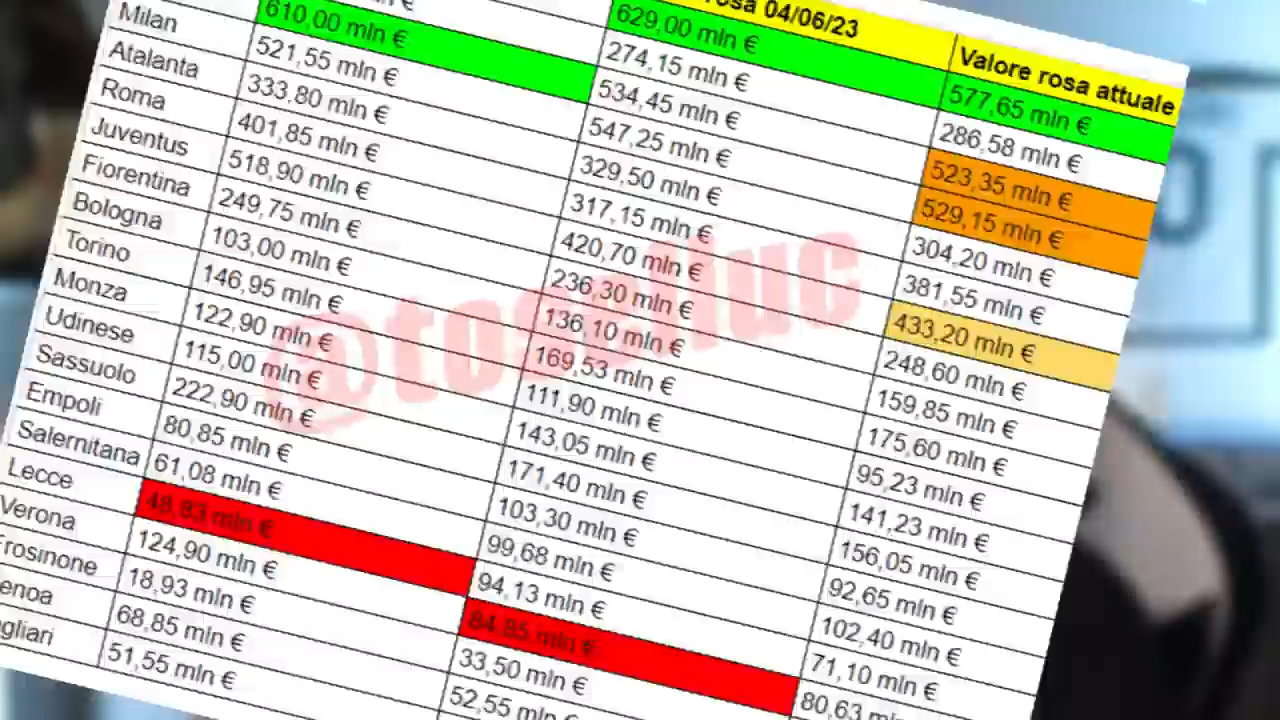 rosa 04/06/23 Valore rosa attuale
629,00 mln € 577,65 mln €
€ 274,15 mln € 286,58 mln €
610,00 mln € 534,45 mln € 523,35 mln €
Milan 521,55 mln € 547,25 mln € 529,15 mln €
Atalanta 333,80 mln € 329,50 mln € 304,20 mln €
Roma 401,85 mln € 317,15 mln € 381,55 mln €
Juventus 518,90 mln € 420,70 mln € 433,20 mln €
Fiorentina 249,75 mln € 236,30 mln € 248,60 mln €
Bologna 103,00 mln € 136,10 mln € 159,85 mln €
Torino 146,95 mln € 169,53 mln € 175,60 mln €
Monza 122,90 mln € 111,90 mln € 95,23 mln €
Udinese 115,00 mln € 143,05 mln € 141,23 mln €
Sassuolo 222,90 mln € 171,40 mln € 156,05 mln €
Empoli 80,85 mln € 103,30 mln € 92,65 mln €
Salernitana 61,08 mln € 99,68 mln € 102,40 mln €
Lecce 48,83 mln € 94,13 mln € 71,10 mln €
Verona 124,90 mln € 84,85 mln € 80,63 mln
rosinone 18,93 mln € 33,50 mln €
enoa 68,85 mln € 52,55 mln €
gliari 51,55 mln €